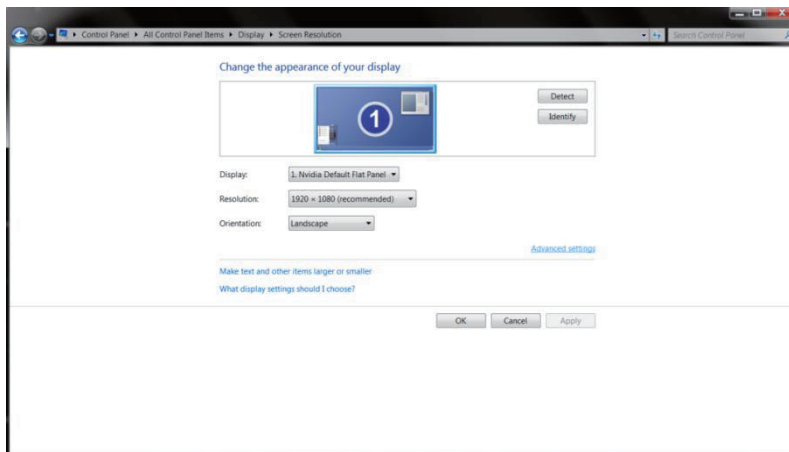 Control Panel ▸ All Control Panel Items ▸ Display ▸ Screen Resolution
Search Control Panel
Change the appearance of your display
1
Detect
Identify
Display: 1. Nvidia Default Flat Panel
Resolution: 1920 × 1080 (recommended)
Orientation: Landscape
Advanced settings
Make text and other items larger or smaller
What display settings should I choose?
OK Cancel Apply